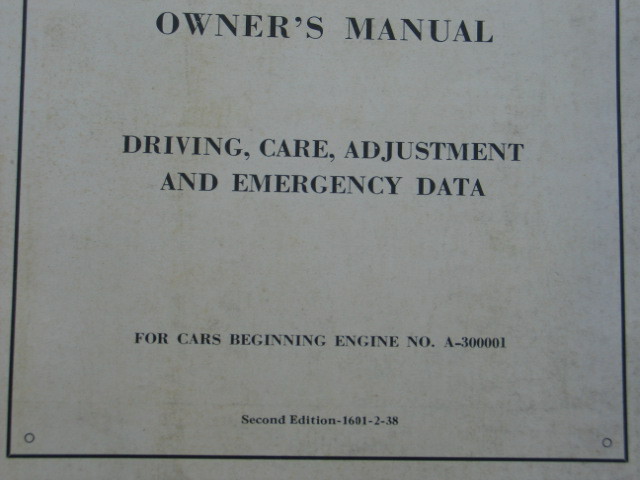 OWNER'S MANUAL
DRIVING, CARE, ADJUSTMENT
AND EMERGENCY DATA
FOR CARS BEGINNING ENGINE NO. A-300001
Second Edition-1601-2-38